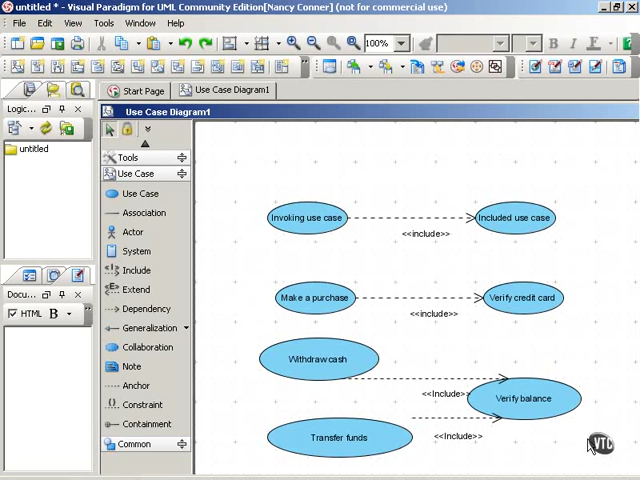 untitled * - Visual Paradigm for UML Community Edition[Nancy Conner] (not for commercial use)
File Edit View Tools Window Help
100%
B I
Start Page
Use Case Diagram1
Logic...
untitled
Use Case Diagram1
Tools
Use Case
Use Case
Association
Actor
System
Include
Extend
Dependency
Generalization
Collaboration
Note
Anchor
Constraint
Containment
Common
Docu...
HTML B
Invoking use case
Included use case
<<include>>
Make a purchase
Verify credit card
<<include>>
Withdraw cash
<<Include>>
Verify balance
Transfer funds
<<Include>>
VTC